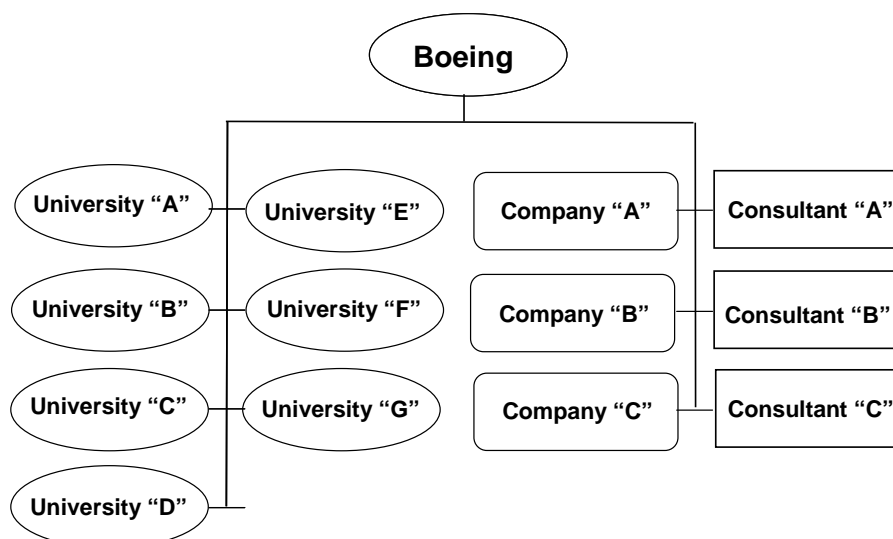 Boeing
University “A”
University “E”
Company “A”
Consultant “A”
University “B”
University “F”
Company “B”
Consultant “B”
University “C”
University “G”
Company “C”
Consultant “C”
University “D”